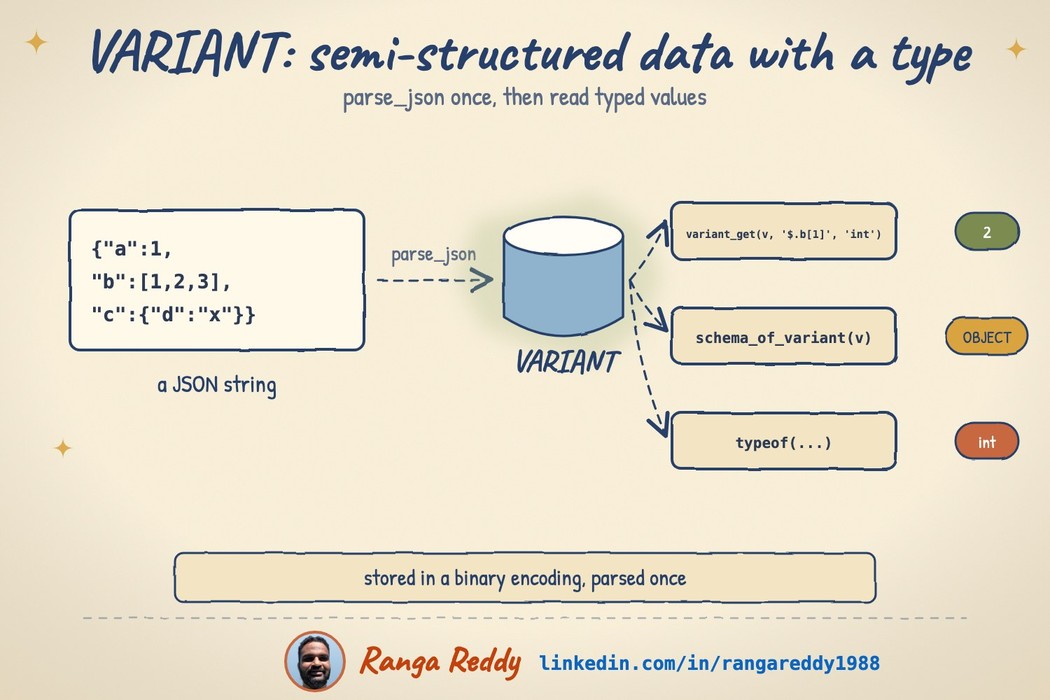 VARIANT: semi-structured data with a type
parse_json once, then read typed values
{"a":1,
"b":[1,2,3],
"c":{"d":"x"}}
a JSON string
parse_json
VARIANT
variant_get(v, '$.b[1]', 'int')
2
schema_of_variant(v)
OBJECT
typeof(...)
int
stored in a binary encoding, parsed once
Ranga Reddy linkedin.com/in/rangareddy1988